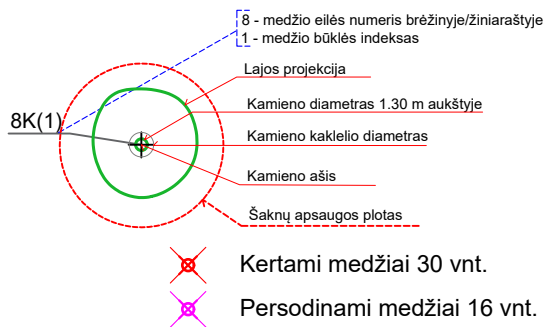 8 - medžio eilės numeris brėžinyje/žiniaraštyje
1 - medžio būklės indeksas
Lajos projekcija
Kamieno diametras 1.30 m aukštyje
8K(1)
Kamieno kaklelio diametras
Kamieno ašis
Šaknų apsaugos plotas
Kertami medžiai 30 vnt.
Persodinami medžiai 16 vnt.